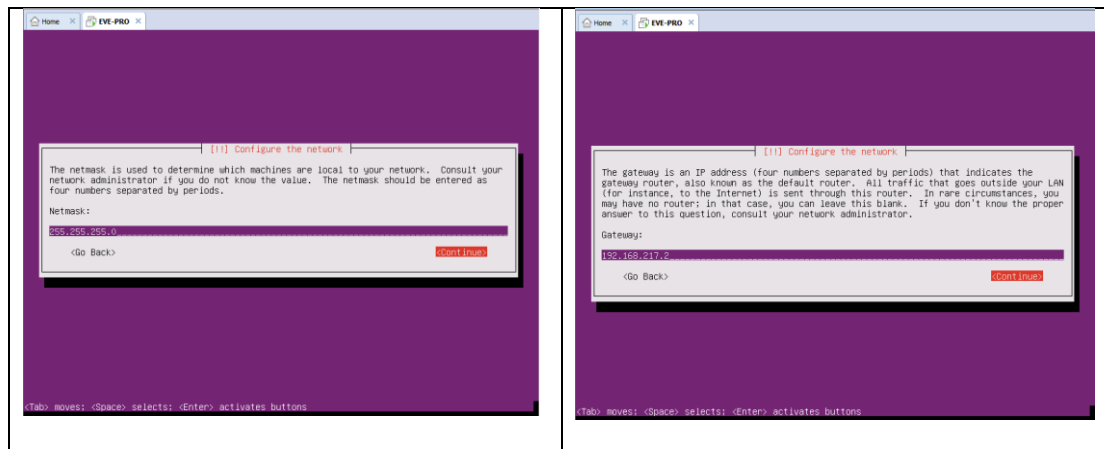 Home × EVE-PRO ×
[!!] Configure the network
The netmask is used to determine which machines are local to your network.  Consult your
network administrator if you do not know the value.  The netmask should be entered as
four numbers separated by periods.
Netmask:
255.255.255.0
<Go Back> <Continue>
<Tab> moves; <Space> selects; <Enter> activates buttons
Home × EVE-PRO ×
[!!] Configure the network
The gateway is an IP address (four numbers separated by periods) that indicates the
gateway router, also known as the default router.  All traffic that goes outside your LAN
(for instance, to the Internet) is sent through this router.  In rare circumstances, you
may have no router; in that case, you can leave this blank.  If you don't know the proper
answer to this question, consult your network administrator.
Gateway:
192.168.217.2
<Go Back> <Continue>
<Tab> moves; <Space> selects; <Enter> activates buttons